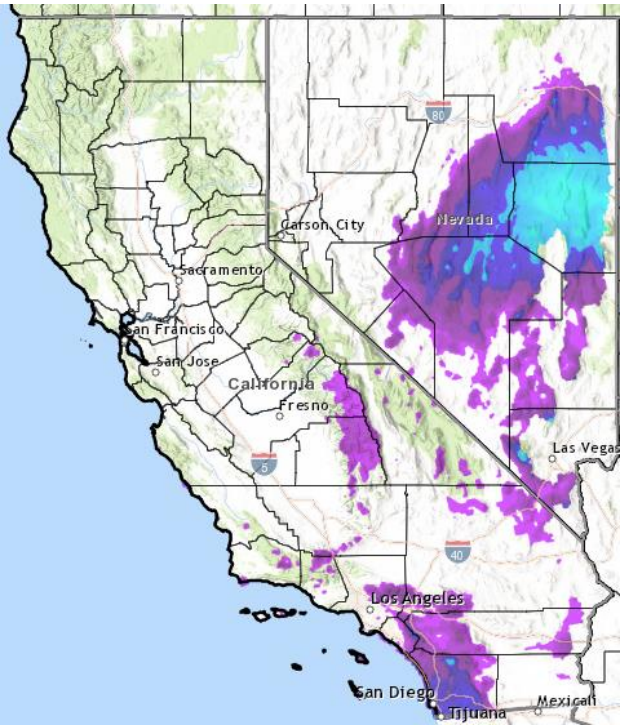 80
Nevada
Carson City
Sacramento
San Francisco
San Jose
California
Fresno
5
Las Vegas
40
Los Angeles
San Diego
Tijuana
Mexicali